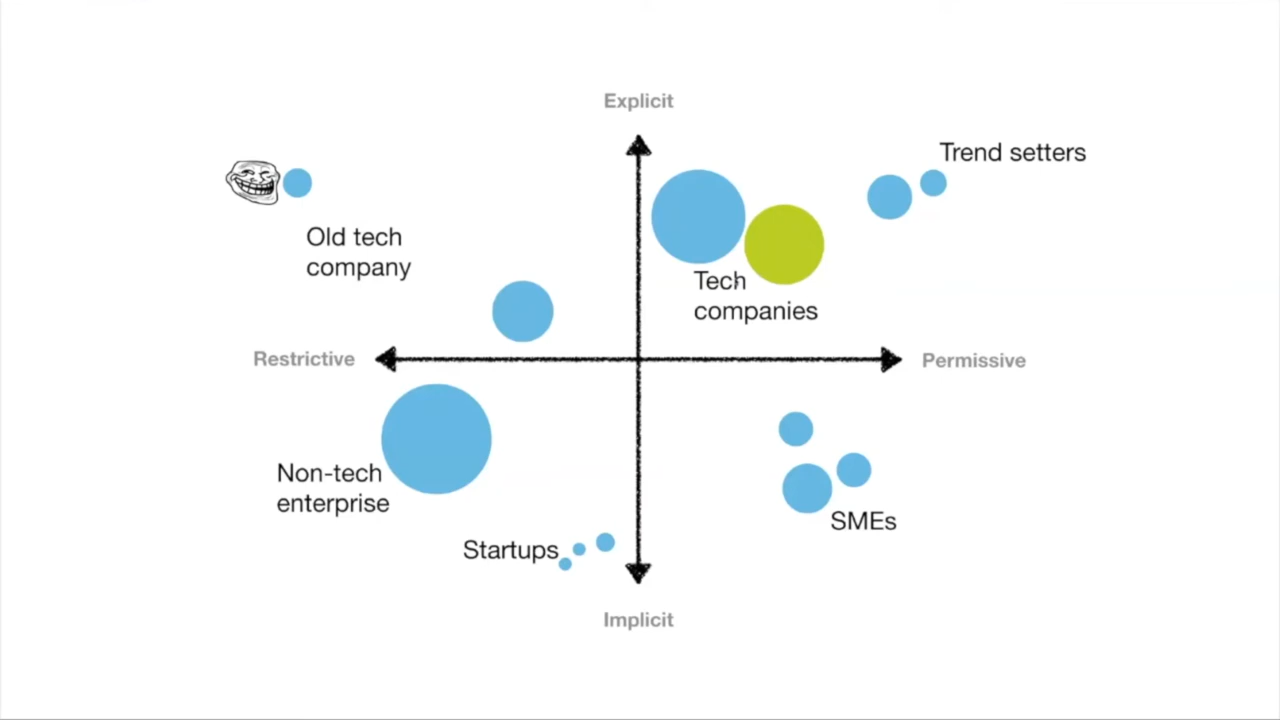 Explicit
Trend setters
Old tech
company
Tech
companies
Restrictive
Permissive
Non-tech
enterprise
SMEs
Startups
Implicit